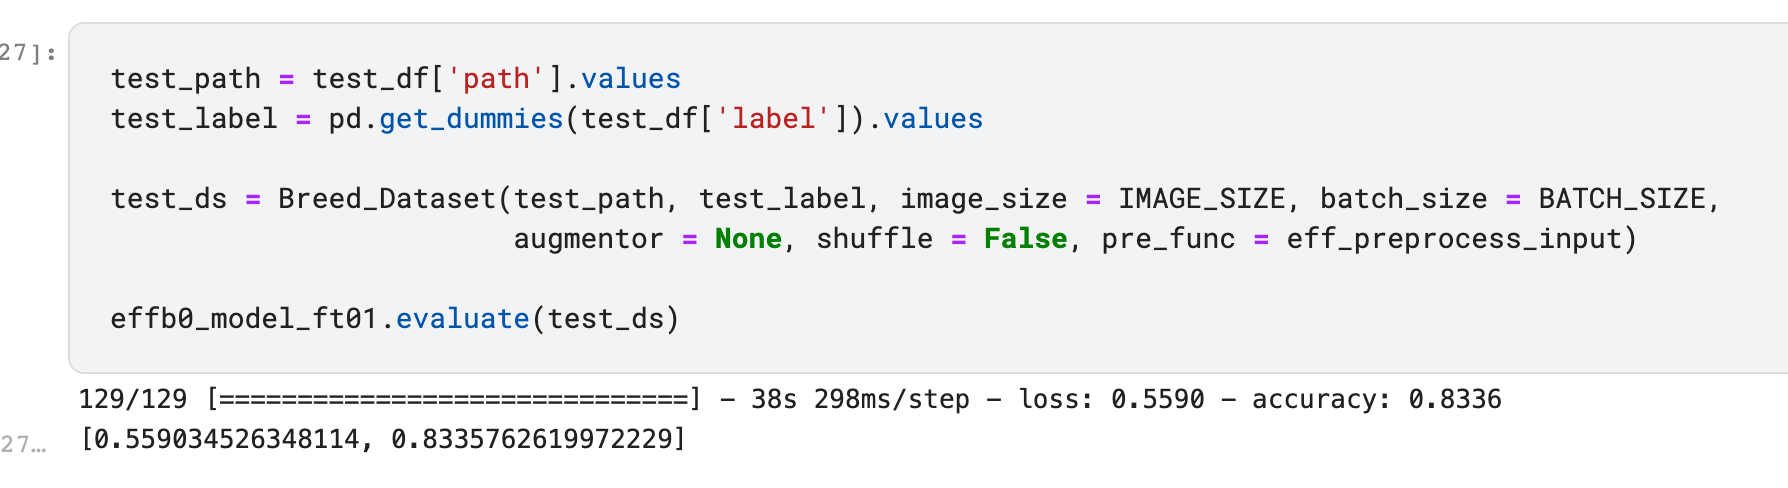 27]:
test_path = test_df['path'].values
test_label = pd.get_dummies(test_df['label']).values
test_ds = Breed_Dataset(test_path, test_label, image_size = IMAGE_SIZE, batch_size = BATCH_SIZE,
augmentor = None, shuffle = False, pre_func = eff_preprocess_input)
effb0_model_ft01.evaluate(test_ds)
129/129 [==============================] - 38s 298ms/step - loss: 0.5590 - accuracy: 0.8336
27…
[0.559034526348114, 0.8335762619972229]